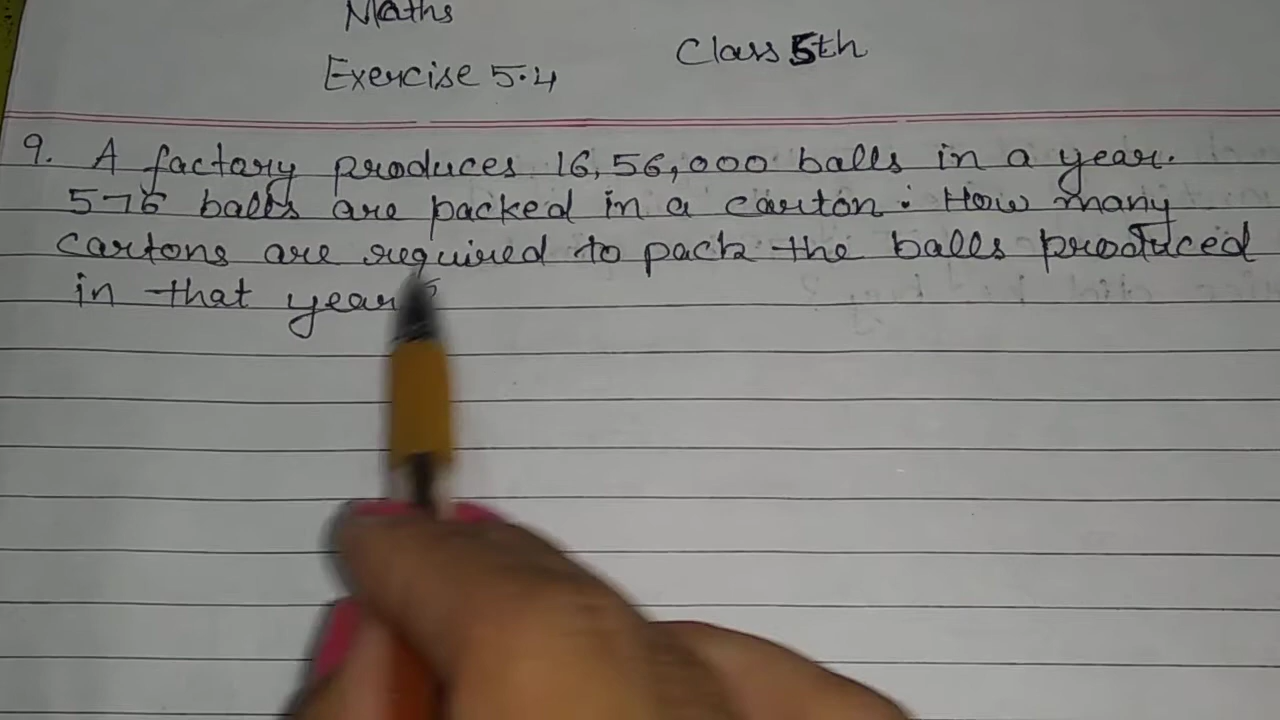 Maths
Exercise 5.4
Class 5th
9. A factory produces 16,56,000 balls in a year.
576 balls are packed in a carton. How many
cartons are required to pack the balls produced
in that year?